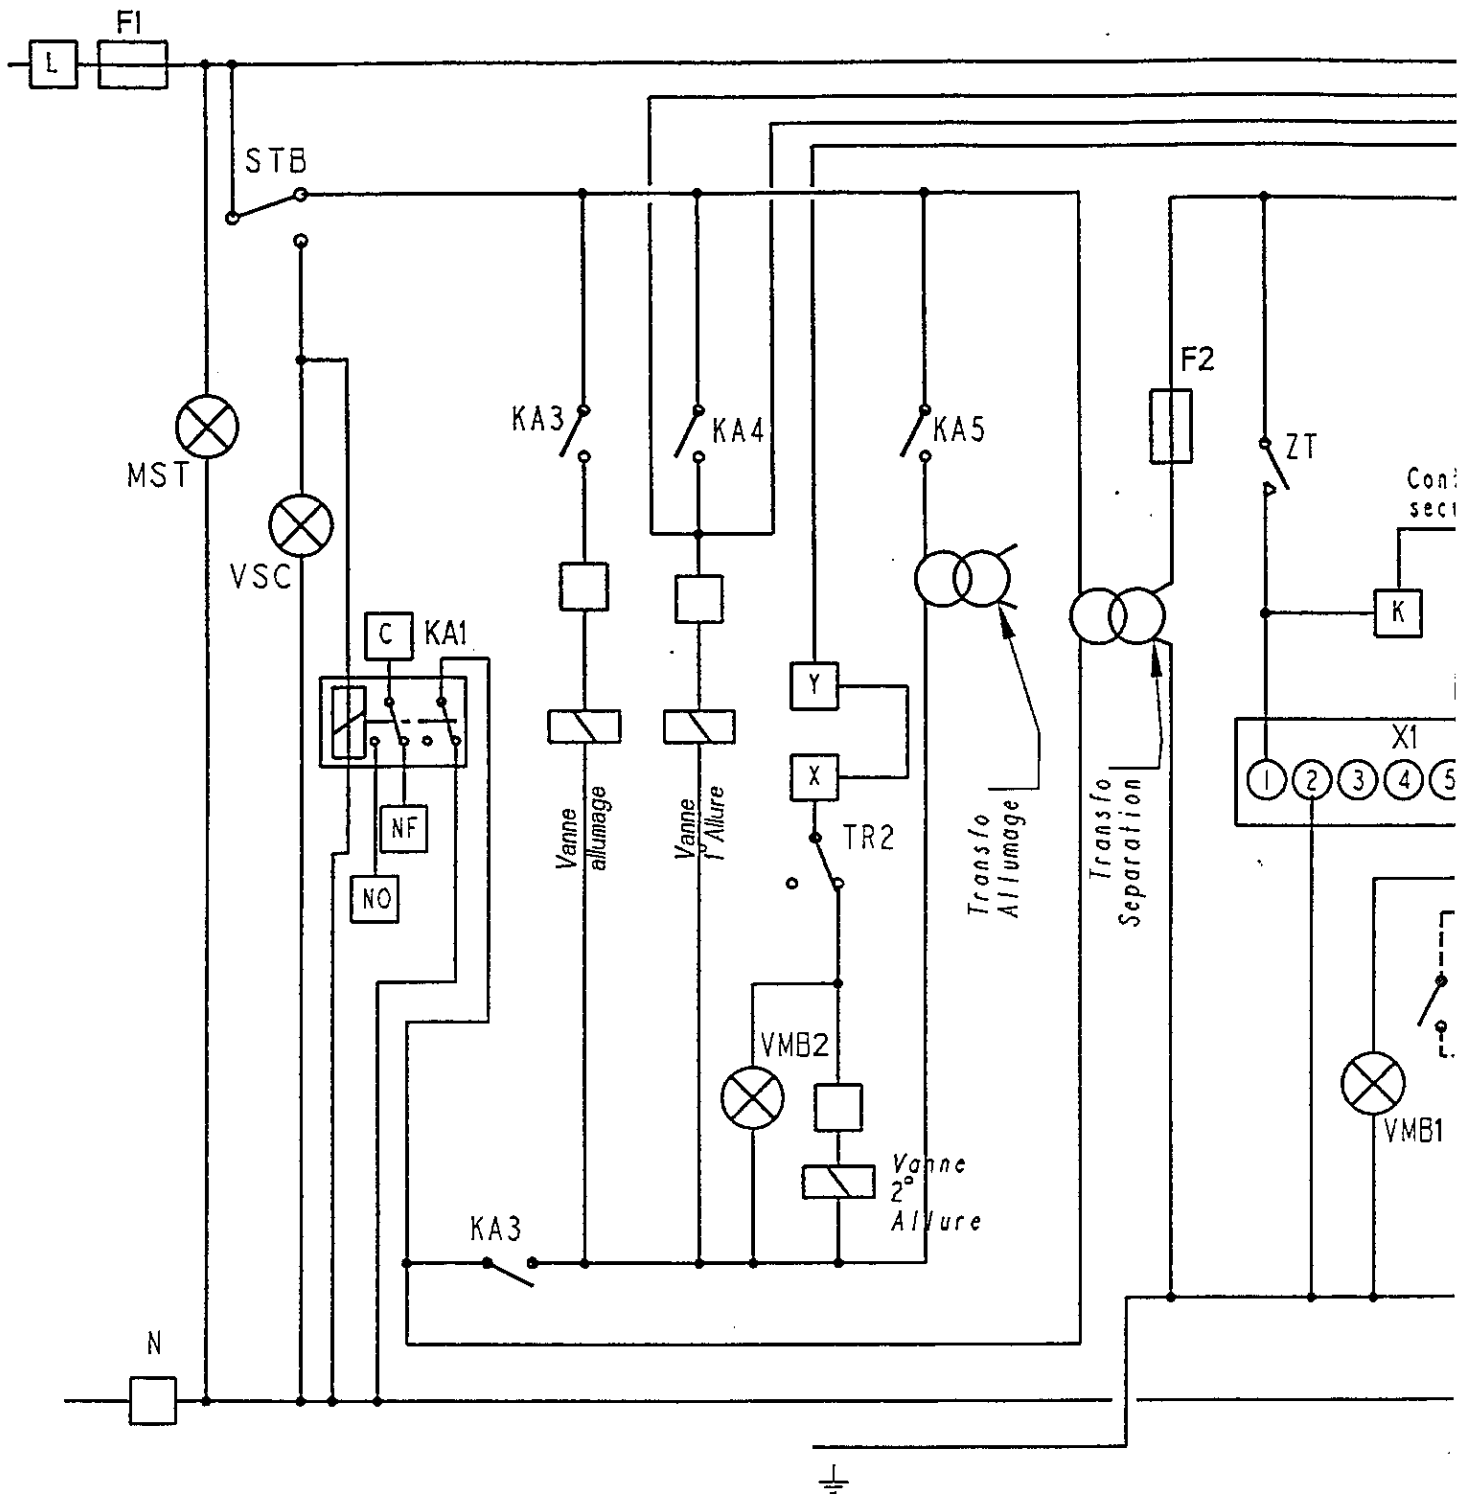 F1
L
STB
F2
KA3
KA4
KA5
ZT
MST
VSC
K
C
KA1
Y
X1
X
1 2 3 4 5
NF
NO
Vanne
allumage
Vanne
1° Allure
TR2
Transfo
Allumage
Transfo
Separation
VMB2
VMB1
Vanne
2°
Allure
KA3
N